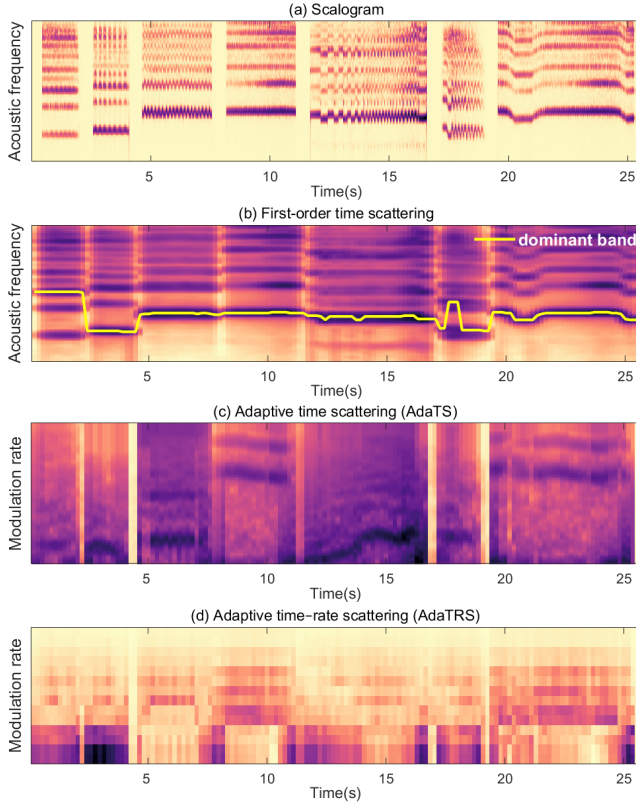 (a) Scalogram
Acoustic frequency
5 10 15 20 25
Time(s)
(b) First-order time scattering
dominant band
Acoustic frequency
5 10 15 20 25
Time(s)
(c) Adaptive time scattering (AdaTS)
Modulation rate
5 10 15 20 25
Time(s)
(d) Adaptive time–rate scattering (AdaTRS)
Modulation rate
5 10 15 20 25
Time(s)